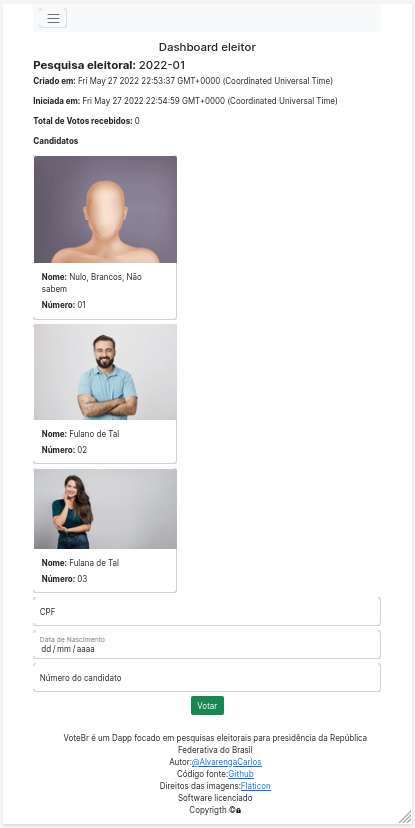 Dashboard eleitor
Pesquisa eleitoral: 2022-01
Criado em: Fri May 27 2022 22:53:37 GMT+0000 (Coordinated Universal Time)
Iniciada em: Fri May 27 2022 22:54:59 GMT+0000 (Coordinated Universal Time)
Total de Votos recebidos: 0
Candidatos
Nome: Nulo, Brancos, Não
sabem
Número: 01
Nome: Fulano de Tal
Número: 02
Nome: Fulana de Tal
Número: 03
CPF
Data de Nascimento
dd / mm / aaaa
Número do candidato
Votar
VoteBr é um Dapp focado em pesquisas eleitorais para presidência da República
Federativa do Brasil
Autor:@AlvarengaCarlos
Código fonte:Github
Direitos das imagens:Flaticon
Software licenciado
Copyrigth ©